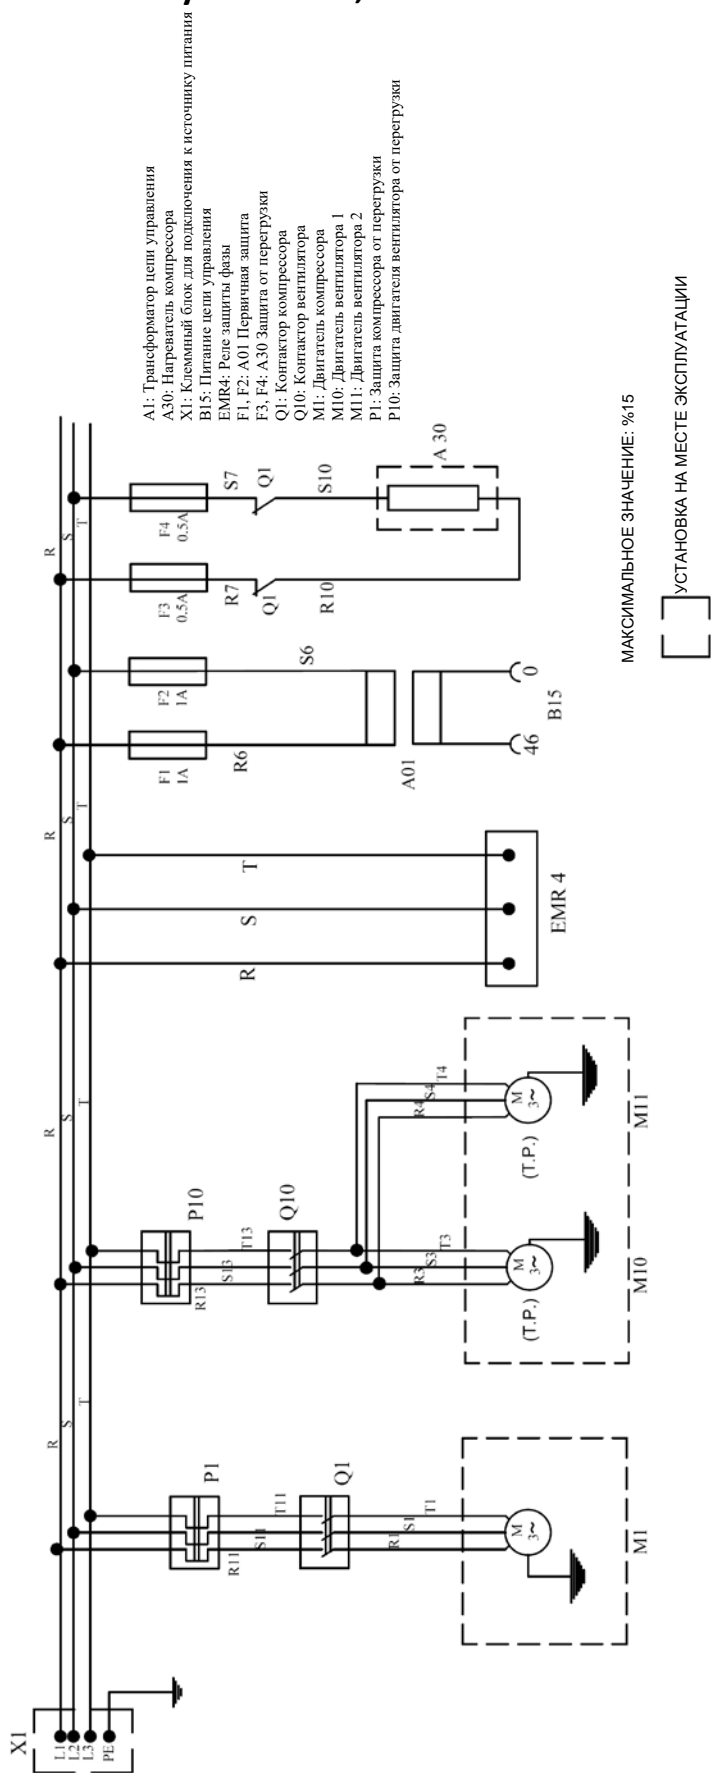 X1
L1
L2
L3
PE
R
S
T
R
S
T
R
S
T
R
S
T
P1
R11
S11
T11
Q1
R1
S1
T1
M
3~
M1
P10
R13
S13
T13
Q10
R3
S3
T3
R4
S4
T4
M
3~
(T.P.)
M10
M
3~
(T.P.)
M11
R
S
T
EMR 4
F1
1A
F2
1A
R6
S6
A01
46
0
B15
F3
0.5A
F4
0.5A
R7
S7
Q1
Q1
R10
S10
A 30
A1: Трансформатор цепи управления
A30: Нагреватель компрессора
X1: Клеммный блок для подключения к источнику питания
B15: Питание цепи управления
EMR4: Реле защиты фазы
F1, F2: A01 Первичная защита
F3, F4: A30 Защита от перегрузки
Q1: Контактор компрессора
Q10: Контактор вентилятора
M1: Двигатель компрессора
M10: Двигатель вентилятора 1
M11: Двигатель вентилятора 2
P1: Защита компрессора от перегрузки
P10: Защита двигателя вентилятора от перегрузки
МАКСИМАЛЬНОЕ ЗНАЧЕНИЕ: %15
УСТАНОВКА НА МЕСТЕ ЭКСПЛУАТАЦИИ